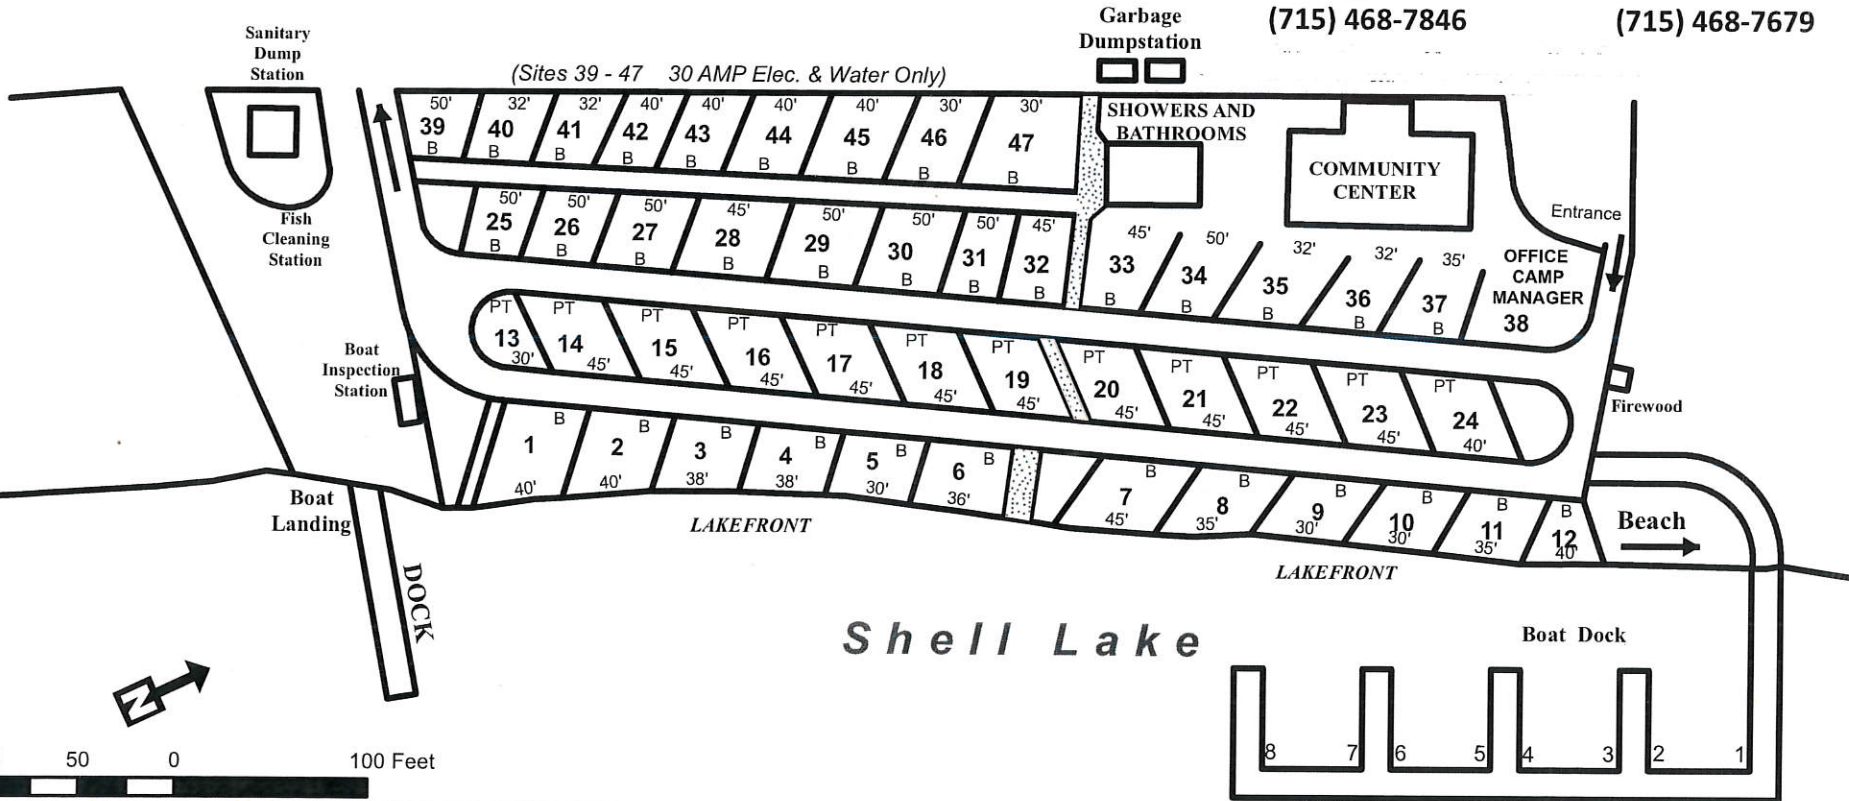 Garbage
Dumpstation
(715) 468-7846
(715) 468-7679
Sanitary
Dump
Station
(Sites 39 - 47 30 AMP Elec. & Water Only)
50' 32' 32' 40' 40' 40' 40' 30' 30'
39 40 41 42 43 44 45 46 47
B B B B B B B B B
SHOWERS AND
BATHROOMS
COMMUNITY
CENTER
Fish
Cleaning
Station
50' 50' 50' 45' 50' 50' 50' 45' 45' 50' 32' 32' 35'
25 26 27 28 29 30 31 32 33 34 35 36 37
B B B B B B B B B B B B B
Entrance
OFFICE
CAMP
MANAGER
38
PT PT PT PT PT PT PT PT PT PT PT PT
13 14 15 16 17 18 19 20 21 22 23 24
30' 45' 45' 45' 45' 45' 45' 45' 45' 45' 45' 40'
Boat
Inspection
Station
Firewood
B B B B B B B B B B B B
1 2 3 4 5 6 7 8 9 10 11 12
40' 40' 38' 38' 30' 36' 45' 35' 30' 30' 35' 40'
Boat
Landing
LAKEFRONT
Beach
LAKEFRONT
DOCK
Shell Lake
Boat Dock
N
8 7 6 5 4 3 2 1
50 0 100 Feet